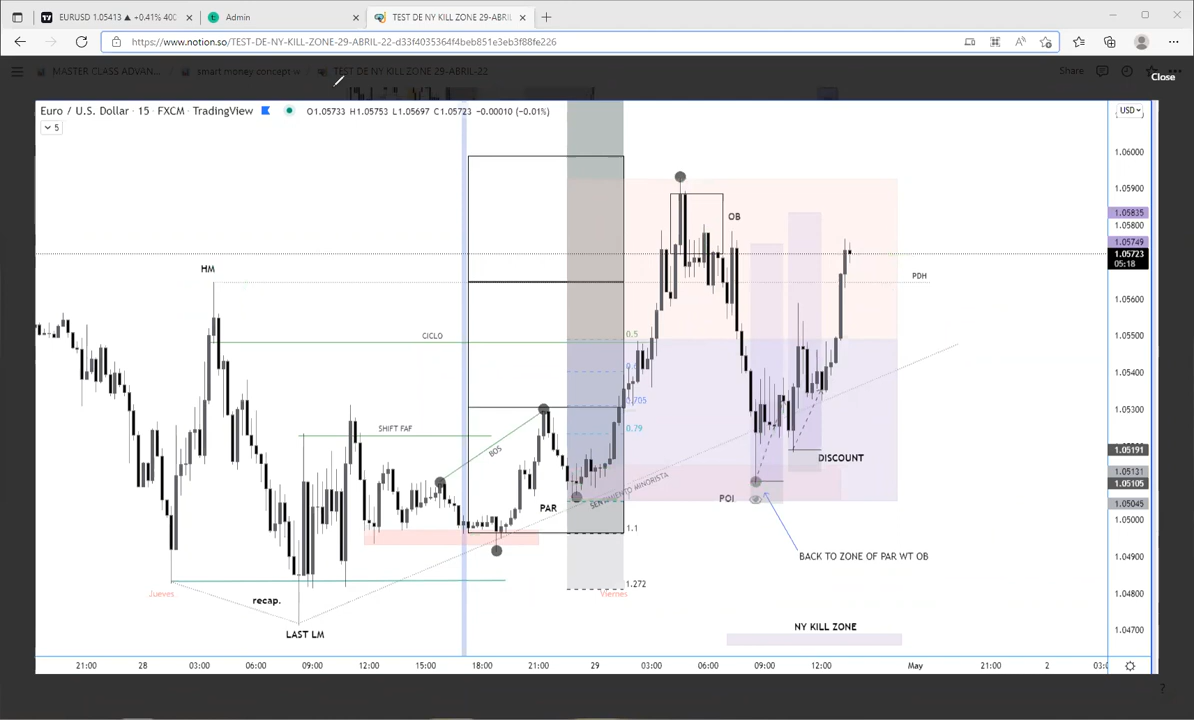 EURUSD 1.05413 ▲ +0.41% 400
Admin
TEST DE NY KILL ZONE 29-ABRIL-
https://www.notion.so/TEST-DE-NY-KILL-ZONE-29-ABRIL-22-d33f4035364f4beb851e3eb3f88fe226
MASTER CLASS ADVAN...
smart money concept w
TEST DE NY KILL ZONE 29-ABRIL-22
Share
Close
Euro / U.S. Dollar · 15 · FXCM · TradingView
O1.05733 H1.05753 L1.05697 C1.05723 −0.00010 (−0.01%)
USD
5
1.06000
1.05900
1.05835
1.05800
1.05749
1.05723
05:18
1.05600
1.05500
1.05400
1.05300
1.05191
1.05131
1.05105
1.05045
1.05000
1.04900
1.04800
1.04700
HM
OB
PDH
CICLO
0.5
0.705
0.79
SHIFT FAF
BOS
DISCOUNT
SENTIMIENTO MINORISTA
PAR
POI
1.1
BACK TO ZONE OF PAR WT OB
1.272
Jueves
Viernes
recap.
LAST LM
NY KILL ZONE
21:00 28 03:00 06:00 09:00 12:00 15:00 18:00 21:00 29 03:00 06:00 09:00 12:00 May 21:00 2 03:0
?